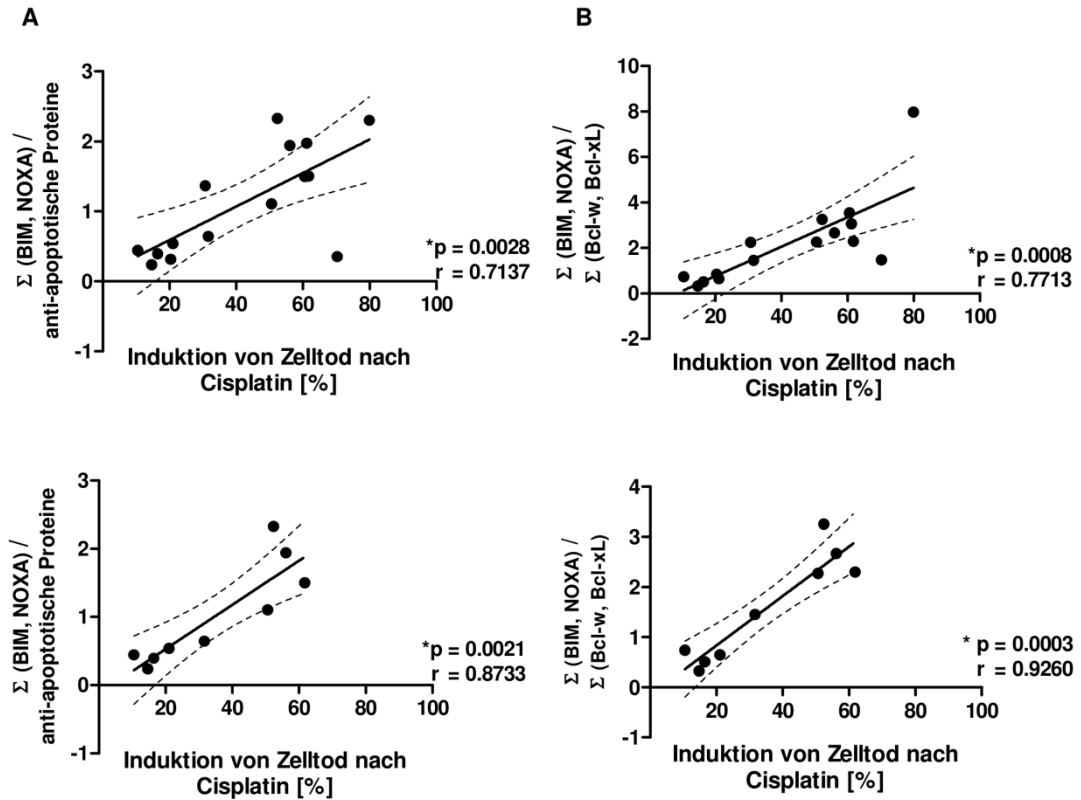 A
Σ (BIM, NOXA) /
anti-apoptotische Proteine
3
2
1
0
-1
20
40
60
80
100
*p = 0.0028
r = 0.7137
Induktion von Zelltod nach
Cisplatin [%]
B
Σ (BIM, NOXA) /
Σ (Bcl-w, Bcl-xL)
10
8
6
4
2
0
-2
20
40
60
80
100
*p = 0.0008
r = 0.7713
Induktion von Zelltod nach
Cisplatin [%]
Σ (BIM, NOXA) /
anti-apoptotische Proteine
3
2
1
0
-1
20
40
60
80
100
*p = 0.0021
r = 0.8733
Induktion von Zelltod nach
Cisplatin [%]
Σ (BIM, NOXA) /
Σ (Bcl-w, Bcl-xL)
4
3
2
1
0
-1
20
40
60
80
100
* p = 0.0003
r = 0.9260
Induktion von Zelltod nach
Cisplatin [%]